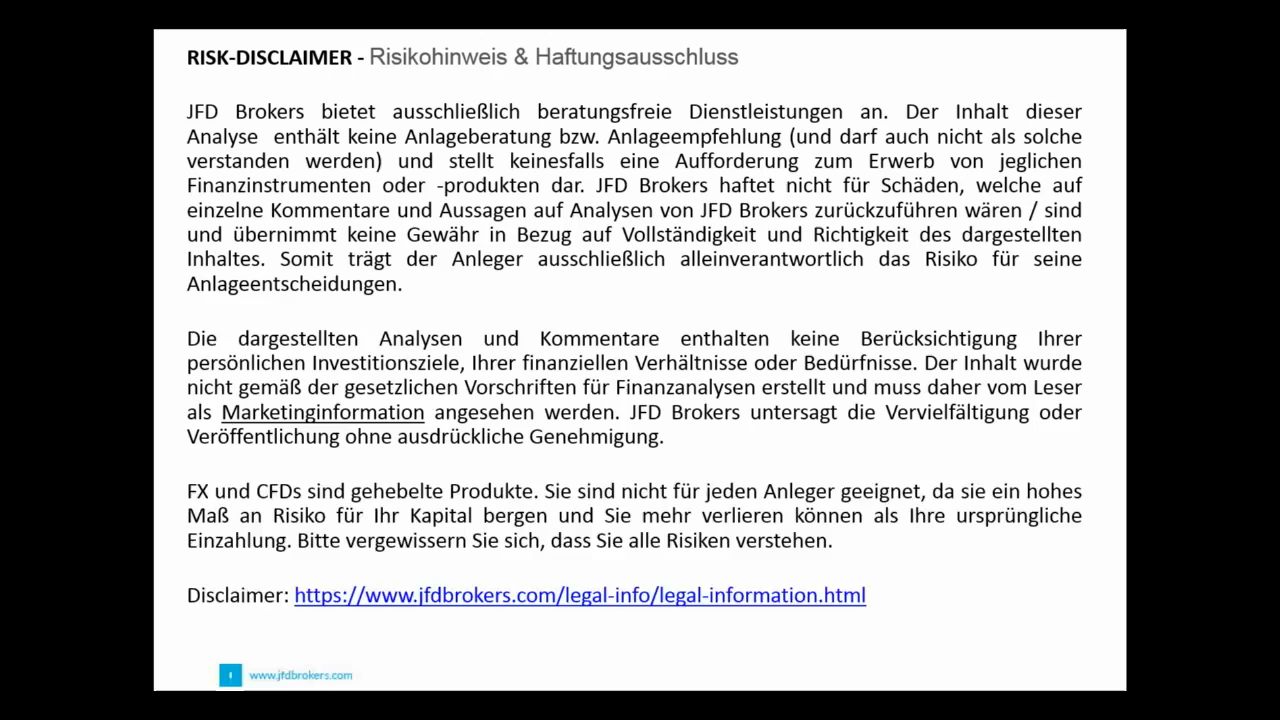 RISK-DISCLAIMER - Risikohinweis & Haftungsausschluss
JFD Brokers bietet ausschließlich beratungsfreie Dienstleistungen an. Der Inhalt dieser
Analyse enthält keine Anlageberatung bzw. Anlageempfehlung (und darf auch nicht als solche
verstanden werden) und stellt keinesfalls eine Aufforderung zum Erwerb von jeglichen
Finanzinstrumenten oder -produkten dar. JFD Brokers haftet nicht für Schäden, welche auf
einzelne Kommentare und Aussagen auf Analysen von JFD Brokers zurückzuführen wären / sind
und übernimmt keine Gewähr in Bezug auf Vollständigkeit und Richtigkeit des dargestellten
Inhaltes. Somit trägt der Anleger ausschließlich alleinverantwortlich das Risiko für seine
Anlageentscheidungen.
Die dargestellten Analysen und Kommentare enthalten keine Berücksichtigung Ihrer
persönlichen Investitionsziele, Ihrer finanziellen Verhältnisse oder Bedürfnisse. Der Inhalt wurde
nicht gemäß der gesetzlichen Vorschriften für Finanzanalysen erstellt und muss daher vom Leser
als Marketinginformation angesehen werden. JFD Brokers untersagt die Vervielfältigung oder
Veröffentlichung ohne ausdrückliche Genehmigung.
FX und CFDs sind gehebelte Produkte. Sie sind nicht für jeden Anleger geeignet, da sie ein hohes
Maß an Risiko für Ihr Kapital bergen und Sie mehr verlieren können als Ihre ursprüngliche
Einzahlung. Bitte vergewissern Sie sich, dass Sie alle Risiken verstehen.
Disclaimer: https://www.jfdbrokers.com/legal-info/legal-information.html
www.jfdbrokers.com